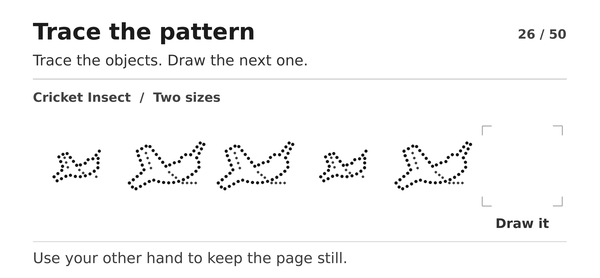 Trace the pattern
26 / 50
Trace the objects. Draw the next one.
Cricket Insect / Two sizes
Draw it
Use your other hand to keep the page still.